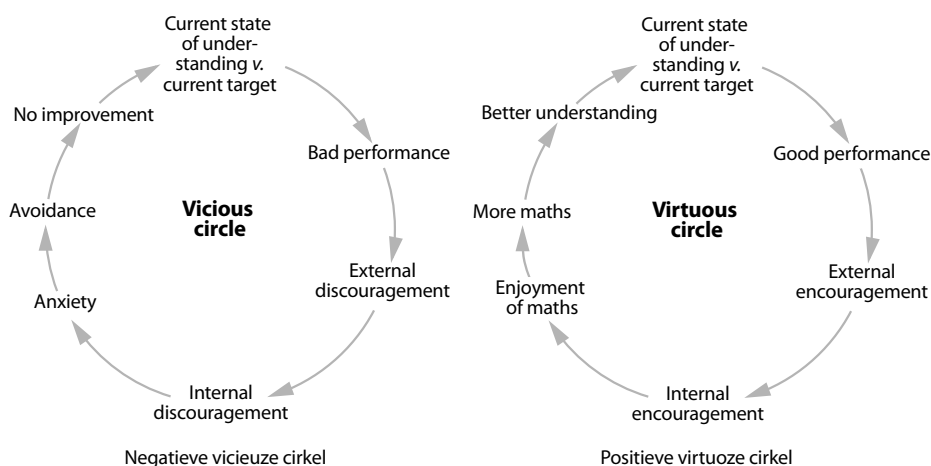 Current state
of under-
standing v.
current target
Bad performance
External
discouragement
Internal
discouragement
Anxiety
Avoidance
No improvement
Vicious
circle
Negatieve vicieuze cirkel
Current state
of under-
standing v.
current target
Good performance
External
encouragement
Internal
encouragement
Enjoyment
of maths
More maths
Better understanding
Virtuous
circle
Positieve virtuoze cirkel